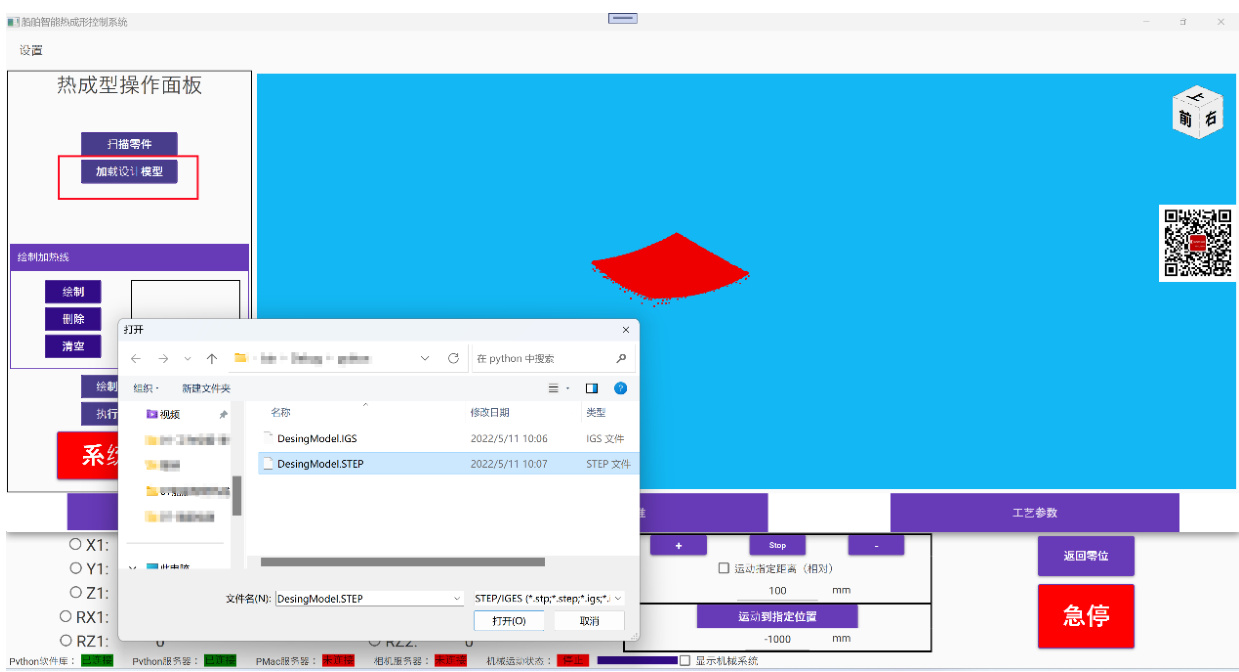 船舶智能热成形控制系统
设置
热成型操作面板
扫描零件
加载设计模型
上
前 右
绘制加热线
绘制
删除
清空
绘制
执行
系统
打开
在 python 中搜索
组织 新建文件夹
视频
名称 修改日期 类型
DesingModel.IGS 2022/5/11 10:06 IGS 文件
DesingModel.STEP 2022/5/11 10:07 STEP 文件
此电脑
文件名(N): DesingModel.STEP STEP/IGES (*.stp;*.step;*.igs;*.i
打开(O) 取消
工艺参数
X1:
Y1:
Z1:
RX1:
RZ1: 0 RZ2: 0
+ Stop -
运动指定距离（相对）
100 mm
运动到指定位置
-1000 mm
返回零位
急停
Python软件库： 已连接 Python服务器： 已连接 PMac服务器： 未连接 相机服务器： 未连接 机械运动状态： 停止 显示机械系统